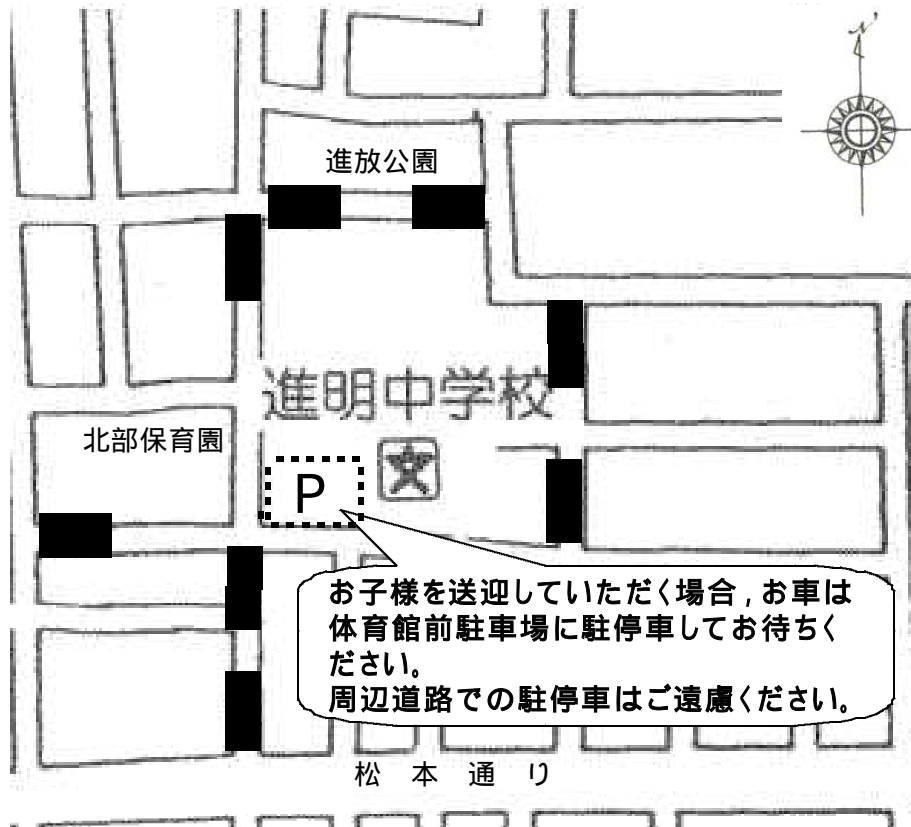 N
進放公園
進明中学校
北部保育園
P
お子様を送迎していただく場合,お車は
体育館前駐車場に駐停車してお待ちく
ださい。
周辺道路での駐停車はご遠慮ください。
松本通り